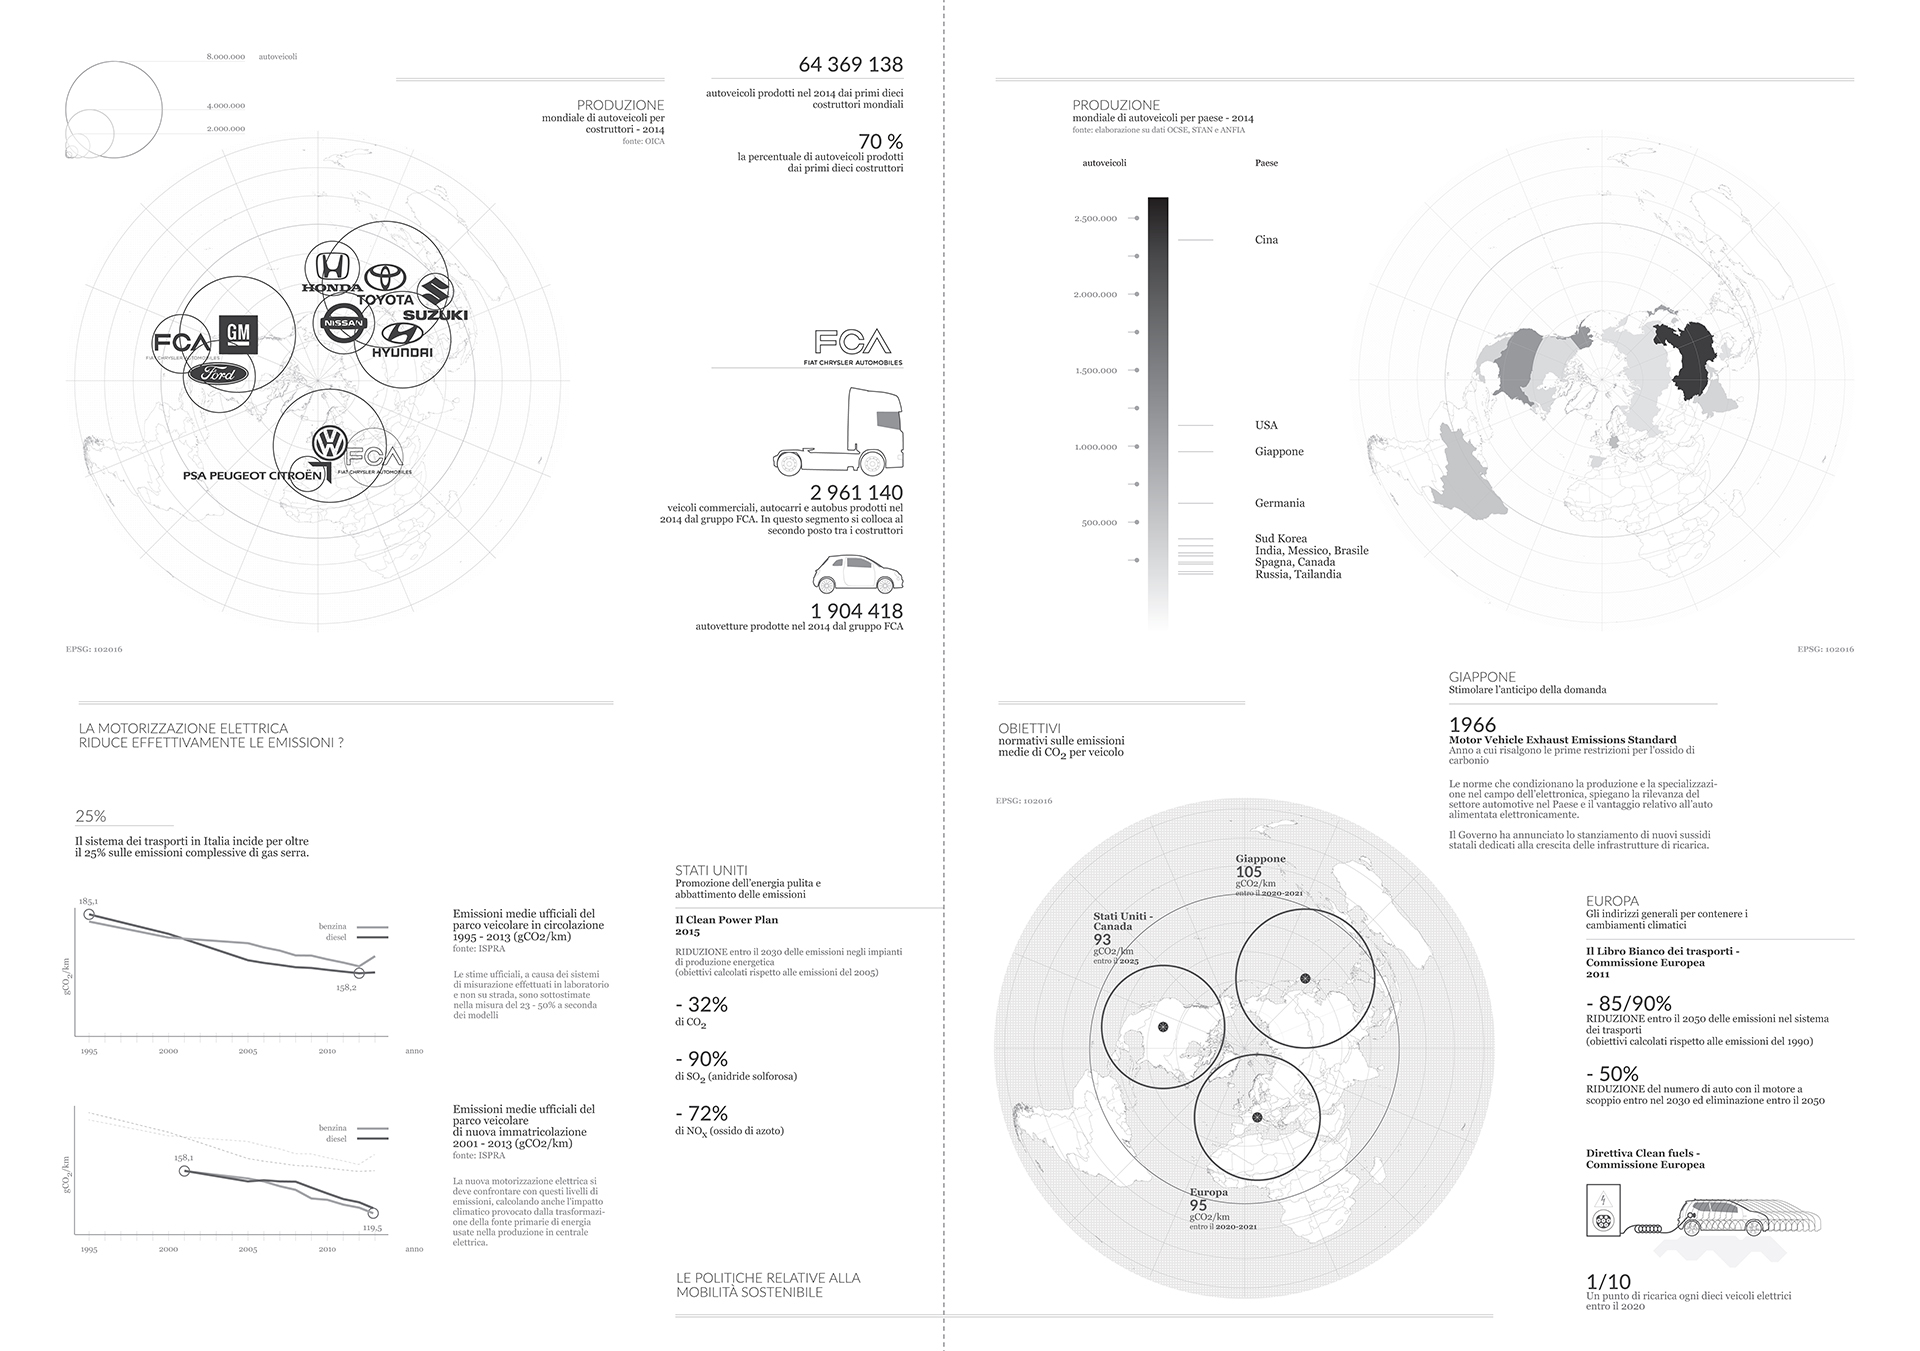 8.000.000 autoveicoli
4.000.000
2.000.000
PRODUZIONE
mondiale di autoveicoli per
costruttori - 2014
fonte: OICA
64 369 138
autoveicoli prodotti nel 2014 dai primi dieci
costruttori mondiali
70 %
la percentuale di autoveicoli prodotti
dai primi dieci costruttori
HONDA
TOYOTA
SUZUKI
NISSAN
HYUNDAI
FCA
FIAT CHRYSLER AUTOMOBILES
GM
Ford
VW
FCA
FIAT CHRYSLER AUTOMOBILES
PSA PEUGEOT CITROËN
FCA
FIAT CHRYSLER AUTOMOBILES
2 961 140
veicoli commerciali, autocarri e autobus prodotti nel
2014 dal gruppo FCA. In questo segmento si colloca al
secondo posto tra i costruttori
1 904 418
autovetture prodotte nel 2014 dal gruppo FCA
EPSG: 102016
PRODUZIONE
mondiale di autoveicoli per paese - 2014
fonte: elaborazione su dati OCSE, STAN e ANFIA
autoveicoli Paese
2.500.000
Cina
2.000.000
1.500.000
USA
1.000.000
Giappone
Germania
500.000
Sud Korea
India, Messico, Brasile
Spagna, Canada
Russia, Tailandia
EPSG: 102016
LA MOTORIZZAZIONE ELETTRICA
RIDUCE EFFETTIVAMENTE LE EMISSIONI ?
25%
Il sistema dei trasporti in Italia incide per oltre
il 25% sulle emissioni complessive di gas serra.
185,1
benzina
diesel
158,2
gCO2/km
1995 2000 2005 2010 anno
Emissioni medie ufficiali del
parco veicolare in circolazione
1995 - 2013 (gCO2/km)
fonte: ISPRA
Le stime ufficiali, a causa dei sistemi
di misurazione effettuati in laboratorio
e non su strada, sono sottostimate
nella misura del 23 - 50% a seconda
dei modelli
benzina
diesel
158,1
119,5
gCO2/km
1995 2000 2005 2010 anno
Emissioni medie ufficiali del
parco veicolare
di nuova immatricolazione
2001 - 2013 (gCO2/km)
fonte: ISPRA
La nuova motorizzazione elettrica si
deve confrontare con questi livelli di
emissioni, calcolando anche l'impatto
climatico provocato dalla trasformazi-
one della fonte primarie di energia
usate nella produzione in centrale
elettrica.
STATI UNITI
Promozione dell'energia pulita e
abbattimento delle emissioni
Il Clean Power Plan
2015
RIDUZIONE entro il 2030 delle emissioni negli impianti
di produzione energetica
(obiettivi calcolati rispetto alle emissioni del 2005)
- 32%
di CO2
- 90%
di SO2 (anidride solforosa)
- 72%
di NOx (ossido di azoto)
LE POLITICHE RELATIVE ALLA
MOBILITÀ SOSTENIBILE
OBIETTIVI
normativi sulle emissioni
medie di CO2 per veicolo
EPSG: 102016
Giappone
105
gCO2/km
entro il 2020-2021
Stati Uniti -
Canada
93
gCO2/km
entro il 2025
Europa
95
gCO2/km
entro il 2020-2021
GIAPPONE
Stimolare l'anticipo della domanda
1966
Motor Vehicle Exhaust Emissions Standard
Anno a cui risalgono le prime restrizioni per l'ossido di
carbonio
Le norme che condizionano la produzione e la specializzazi-
one nel campo dell'elettronica, spiegano la rilevanza del
settore automotive nel Paese e il vantaggio relativo all'auto
alimentata elettronicamente.
Il Governo ha annunciato lo stanziamento di nuovi sussidi
statali dedicati alla crescita delle infrastrutture di ricarica.
EUROPA
Gli indirizzi generali per contenere i
cambiamenti climatici
Il Libro Bianco dei trasporti -
Commissione Europea
2011
- 85/90%
RIDUZIONE entro il 2050 delle emissioni nel sistema
dei trasporti
(obiettivi calcolati rispetto alle emissioni del 1990)
- 50%
RIDUZIONE del numero di auto con il motore a
scoppio entro nel 2030 ed eliminazione entro il 2050
Direttiva Clean fuels -
Commissione Europea
1/10
Un punto di ricarica ogni dieci veicoli elettrici
entro il 2020